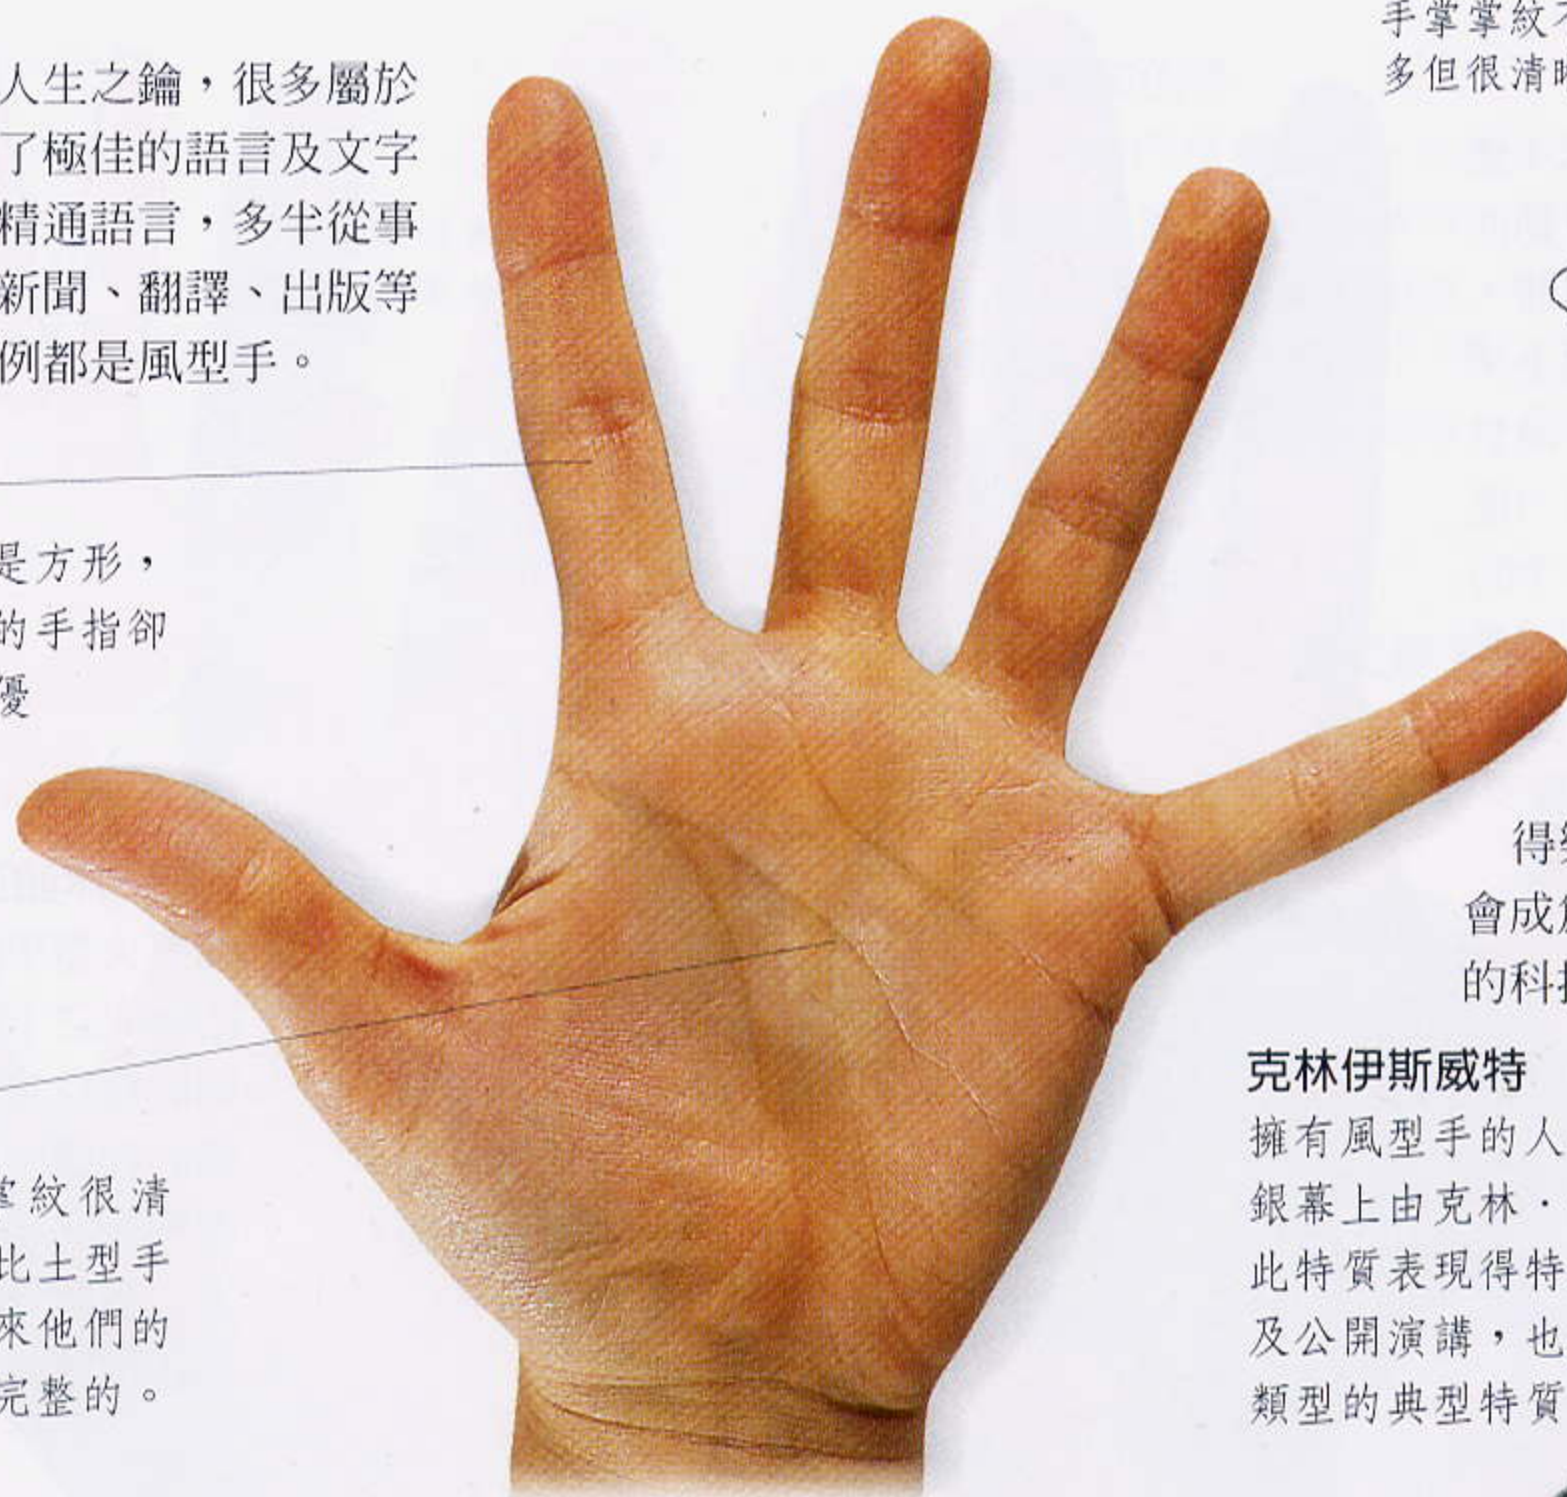 人生之鑰，很多屬於
了極佳的語言及文字
精通語言，多半從事
新聞、翻譯、出版等
例都是風型手。
是方形，
的手指卻
優
紋很清
比土型手
來他們的
完整的。
手掌掌紋
多但很清
得
會成
的科
克林伊斯威特
擁有風型手的人
銀幕上由克林．
此特質表現得特
及公開演講，也
類型的典型特質